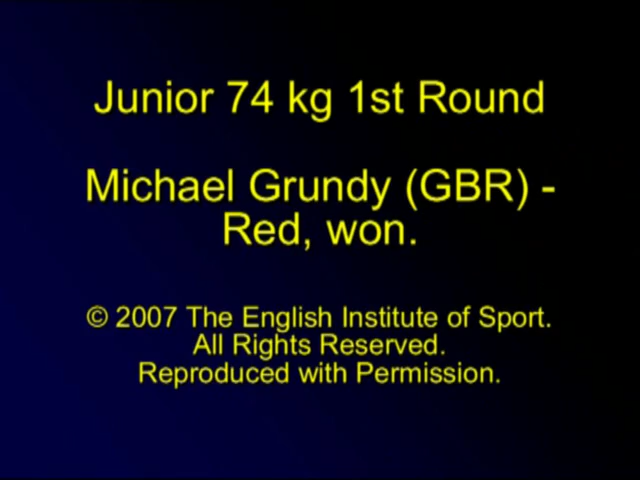 Junior 74 kg 1st Round
Michael Grundy (GBR) -
Red, won.
© 2007 The English Institute of Sport.
All Rights Reserved.
Reproduced with Permission.